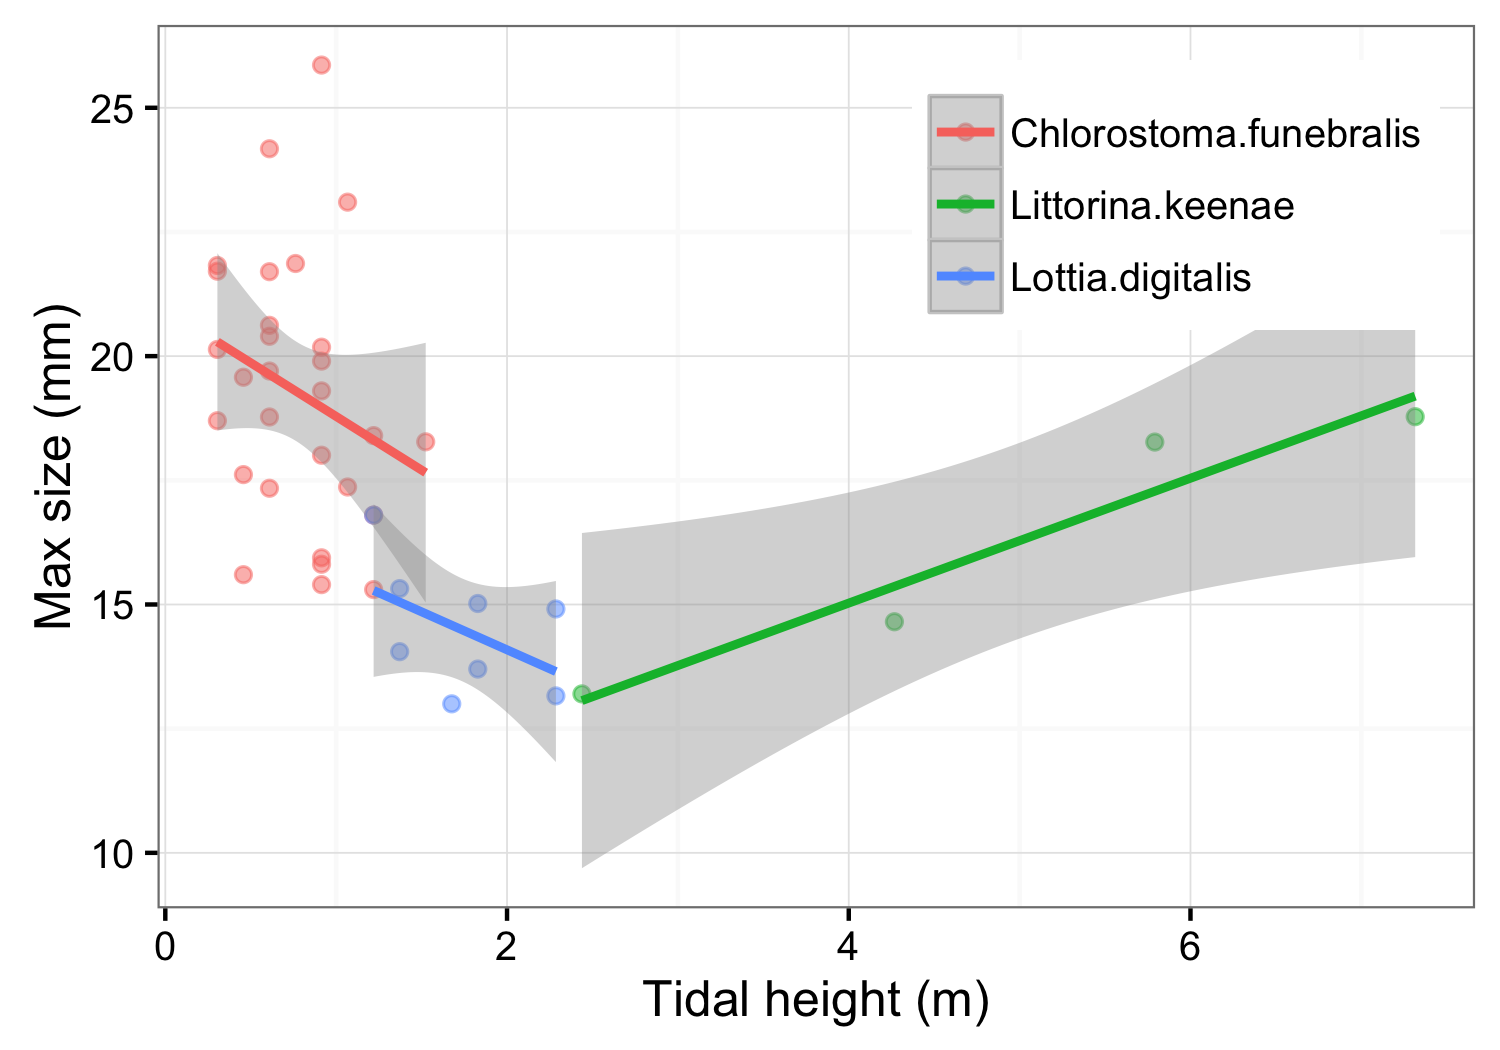 Chlorostoma.funebralis
Littorina.keenae
Lottia.digitalis
25
20
15
10
Max size (mm)
0 2 4 6
Tidal height (m)